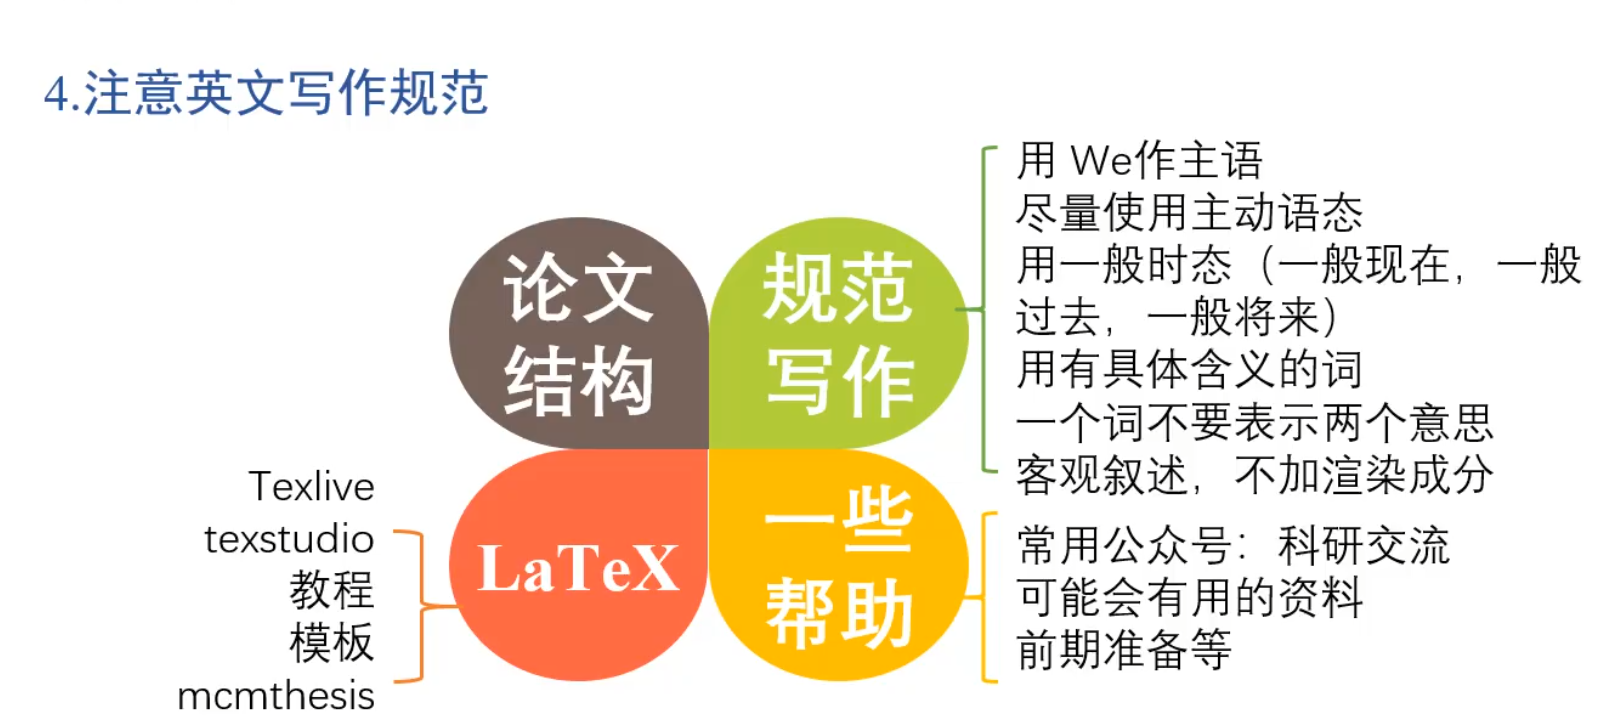 4.注意英文写作规范
论文
结构
规范
写作
用 We作主语
尽量使用主动语态
用一般时态（一般现在，一般
过去，一般将来）
用有具体含义的词
一个词不要表示两个意思
客观叙述，不加渲染成分
Texlive
texstudio
教程
模板
mcmthesis
LaTeX
一些
帮助
常用公众号：科研交流
可能会有用的资料
前期准备等